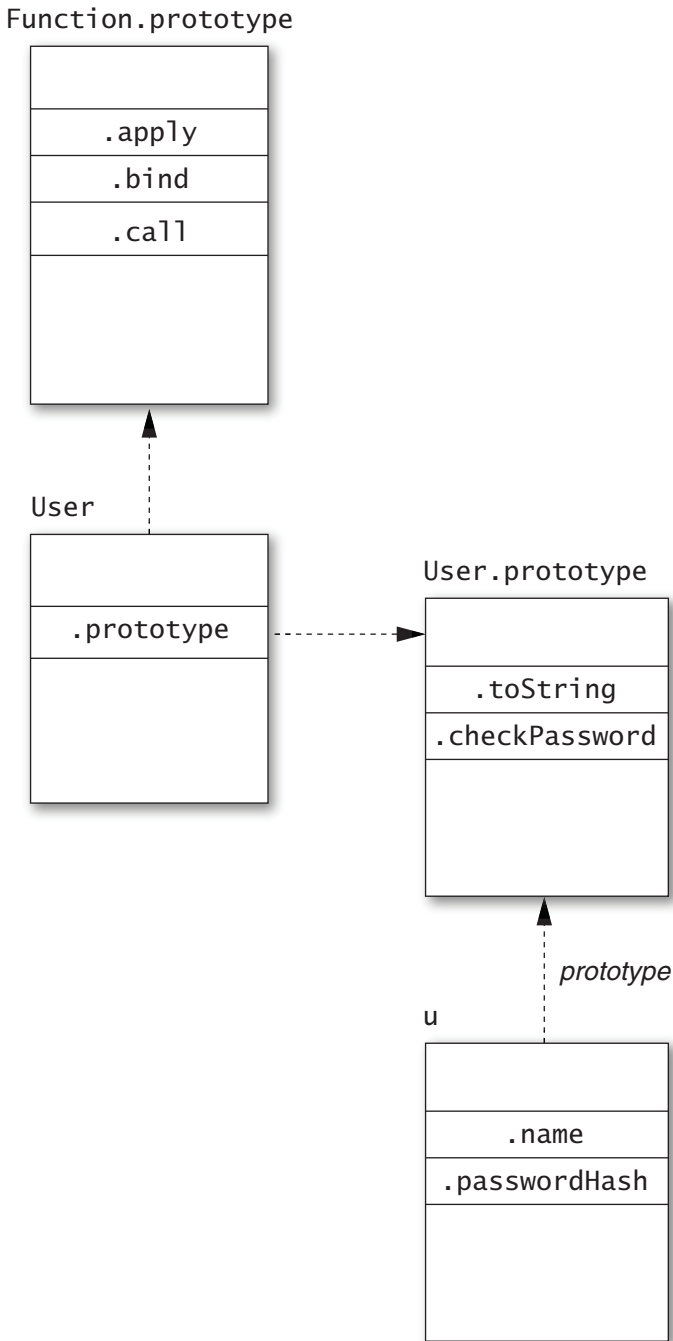 Function.prototype
.apply
.bind
.call
User
.prototype
User.prototype
.toString
.checkPassword
prototype
u
.name
.passwordHash